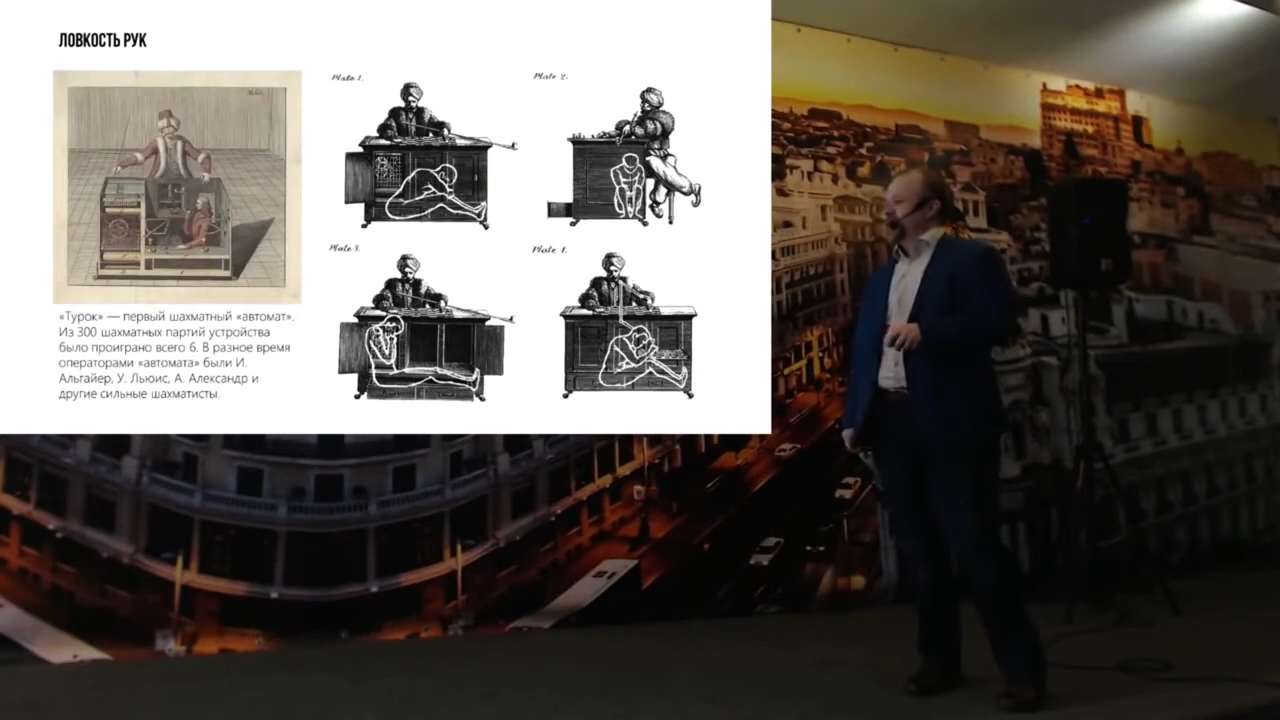 ЛОВКОСТЬ РУК
Plate 1.
Plate 2.
Plate 3.
Plate 4.
«Турок» — первый шахматный «автомат».
Из 300 шахматных партий устройства
было проиграно всего 6. В разное время
операторами «автомата» были И.
Альгайер, У. Льюис, А. Александр и
другие сильные шахматисты.